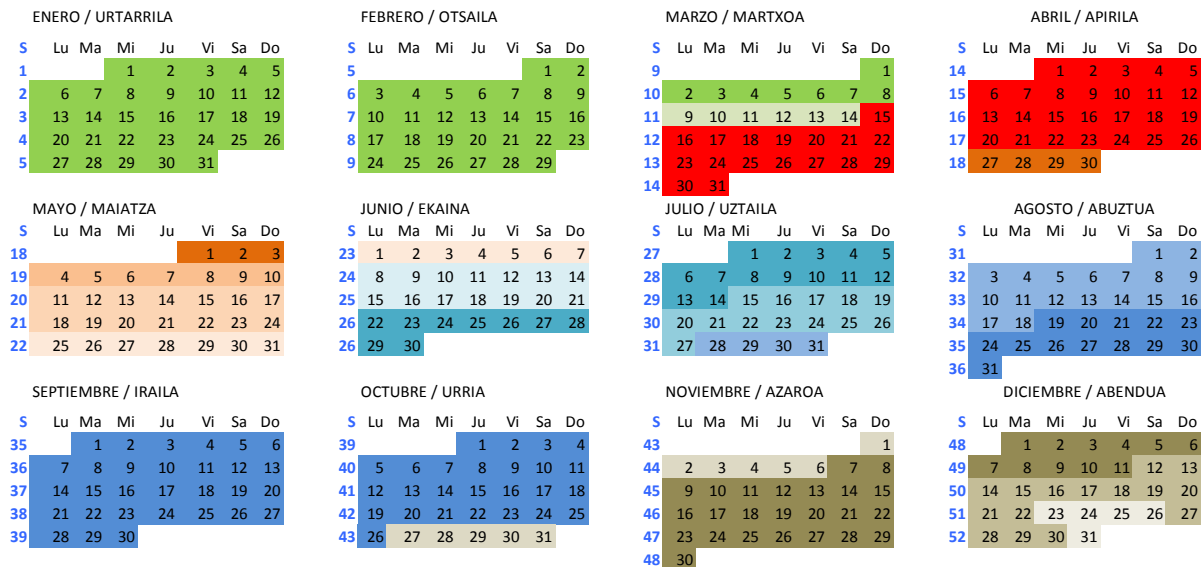 ENERO / URTARRILA
S Lu Ma Mi Ju Vi Sa Do
1 1 2 3 4 5
2 6 7 8 9 10 11 12
3 13 14 15 16 17 18 19
4 20 21 22 23 24 25 26
5 27 28 29 30 31
FEBRERO / OTSAILA
S Lu Ma Mi Ju Vi Sa Do
5 1 2
6 3 4 5 6 7 8 9
7 10 11 12 13 14 15 16
8 17 18 19 20 21 22 23
9 24 25 26 27 28 29
MARZO / MARTXOA
S Lu Ma Mi Ju Vi Sa Do
9 1
10 2 3 4 5 6 7 8
11 9 10 11 12 13 14 15
12 16 17 18 19 20 21 22
13 23 24 25 26 27 28 29
14 30 31
ABRIL / APIRILA
S Lu Ma Mi Ju Vi Sa Do
14 1 2 3 4 5
15 6 7 8 9 10 11 12
16 13 14 15 16 17 18 19
17 20 21 22 23 24 25 26
18 27 28 29 30
MAYO / MAIATZA
S Lu Ma Mi Ju Vi Sa Do
18 1 2 3
19 4 5 6 7 8 9 10
20 11 12 13 14 15 16 17
21 18 19 20 21 22 23 24
22 25 26 27 28 29 30 31
JUNIO / EKAINA
S Lu Ma Mi Ju Vi Sa Do
23 1 2 3 4 5 6 7
24 8 9 10 11 12 13 14
25 15 16 17 18 19 20 21
26 22 23 24 25 26 27 28
26 29 30
JULIO / UZTAILA
S Lu Ma Mi Ju Vi Sa Do
27 1 2 3 4 5
28 6 7 8 9 10 11 12
29 13 14 15 16 17 18 19
30 20 21 22 23 24 25 26
31 27 28 29 30 31
AGOSTO / ABUZTUA
S Lu Ma Mi Ju Vi Sa Do
31 1 2
32 3 4 5 6 7 8 9
33 10 11 12 13 14 15 16
34 17 18 19 20 21 22 23
35 24 25 26 27 28 29 30
36 31
SEPTIEMBRE / IRAILA
S Lu Ma Mi Ju Vi Sa Do
35 1 2 3 4 5 6
36 7 8 9 10 11 12 13
37 14 15 16 17 18 19 20
38 21 22 23 24 25 26 27
39 28 29 30
OCTUBRE / URRIA
S Lu Ma Mi Ju Vi Sa Do
39 1 2 3 4
40 5 6 7 8 9 10 11
41 12 13 14 15 16 17 18
42 19 20 21 22 23 24 25
43 26 27 28 29 30 31
NOVIEMBRE / AZAROA
S Lu Ma Mi Ju Vi Sa Do
43 1
44 2 3 4 5 6 7 8
45 9 10 11 12 13 14 15
46 16 17 18 19 20 21 22
47 23 24 25 26 27 28 29
48 30
DICIEMBRE / ABENDUA
S Lu Ma Mi Ju Vi Sa Do
48 1 2 3 4 5 6
49 7 8 9 10 11 12 13
50 14 15 16 17 18 19 20
51 21 22 23 24 25 26 27
52 28 29 30 31